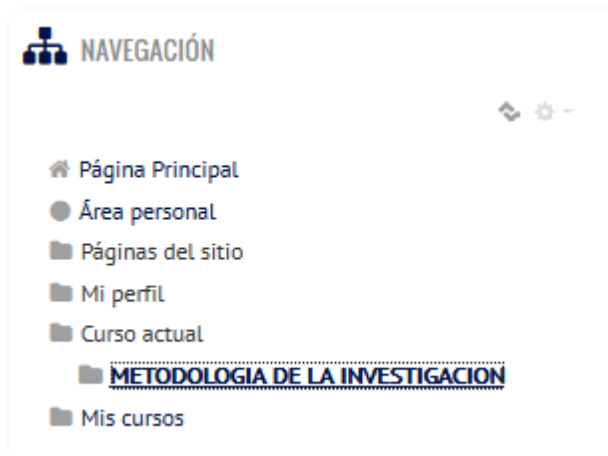 NAVEGACIÓN
Página Principal
Área personal
Páginas del sitio
Mi perfil
Curso actual
METODOLOGIA DE LA INVESTIGACION
Mis cursos